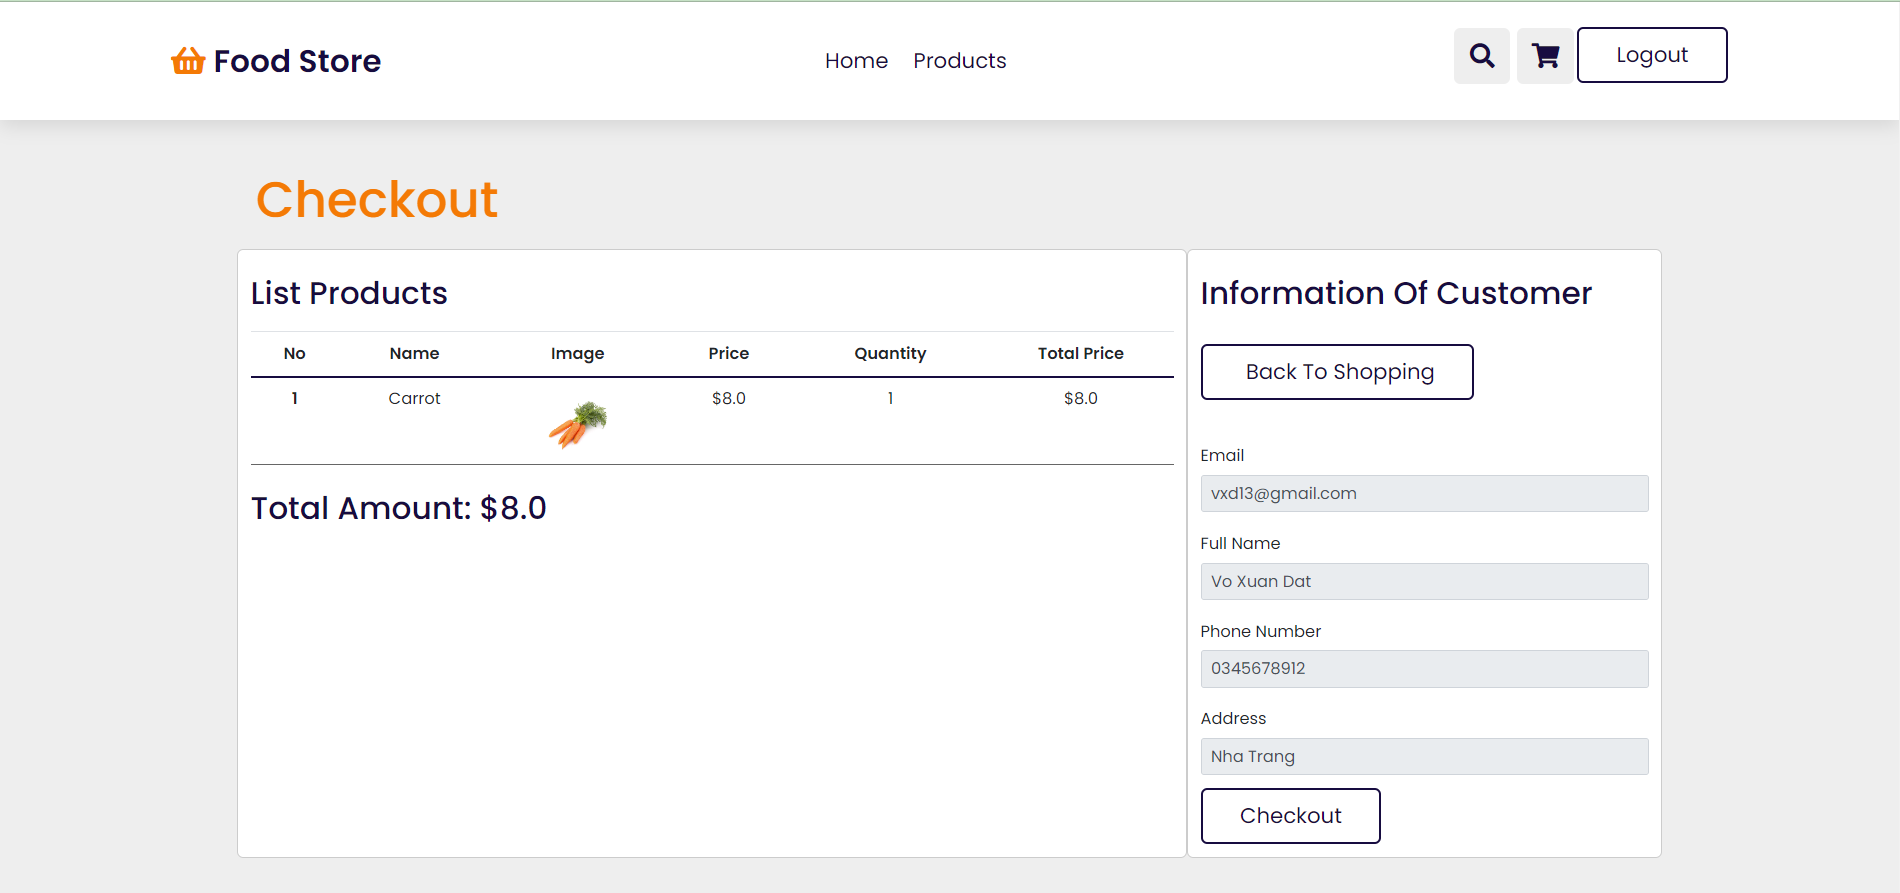 Food Store
Home Products
Logout
Checkout
List Products
No Name Image Price Quantity Total Price
1 Carrot $8.0 1 $8.0
Total Amount: $8.0
Information Of Customer
Back To Shopping
Email
vxd13@gmail.com
Full Name
Vo Xuan Dat
Phone Number
0345678912
Address
Nha Trang
Checkout